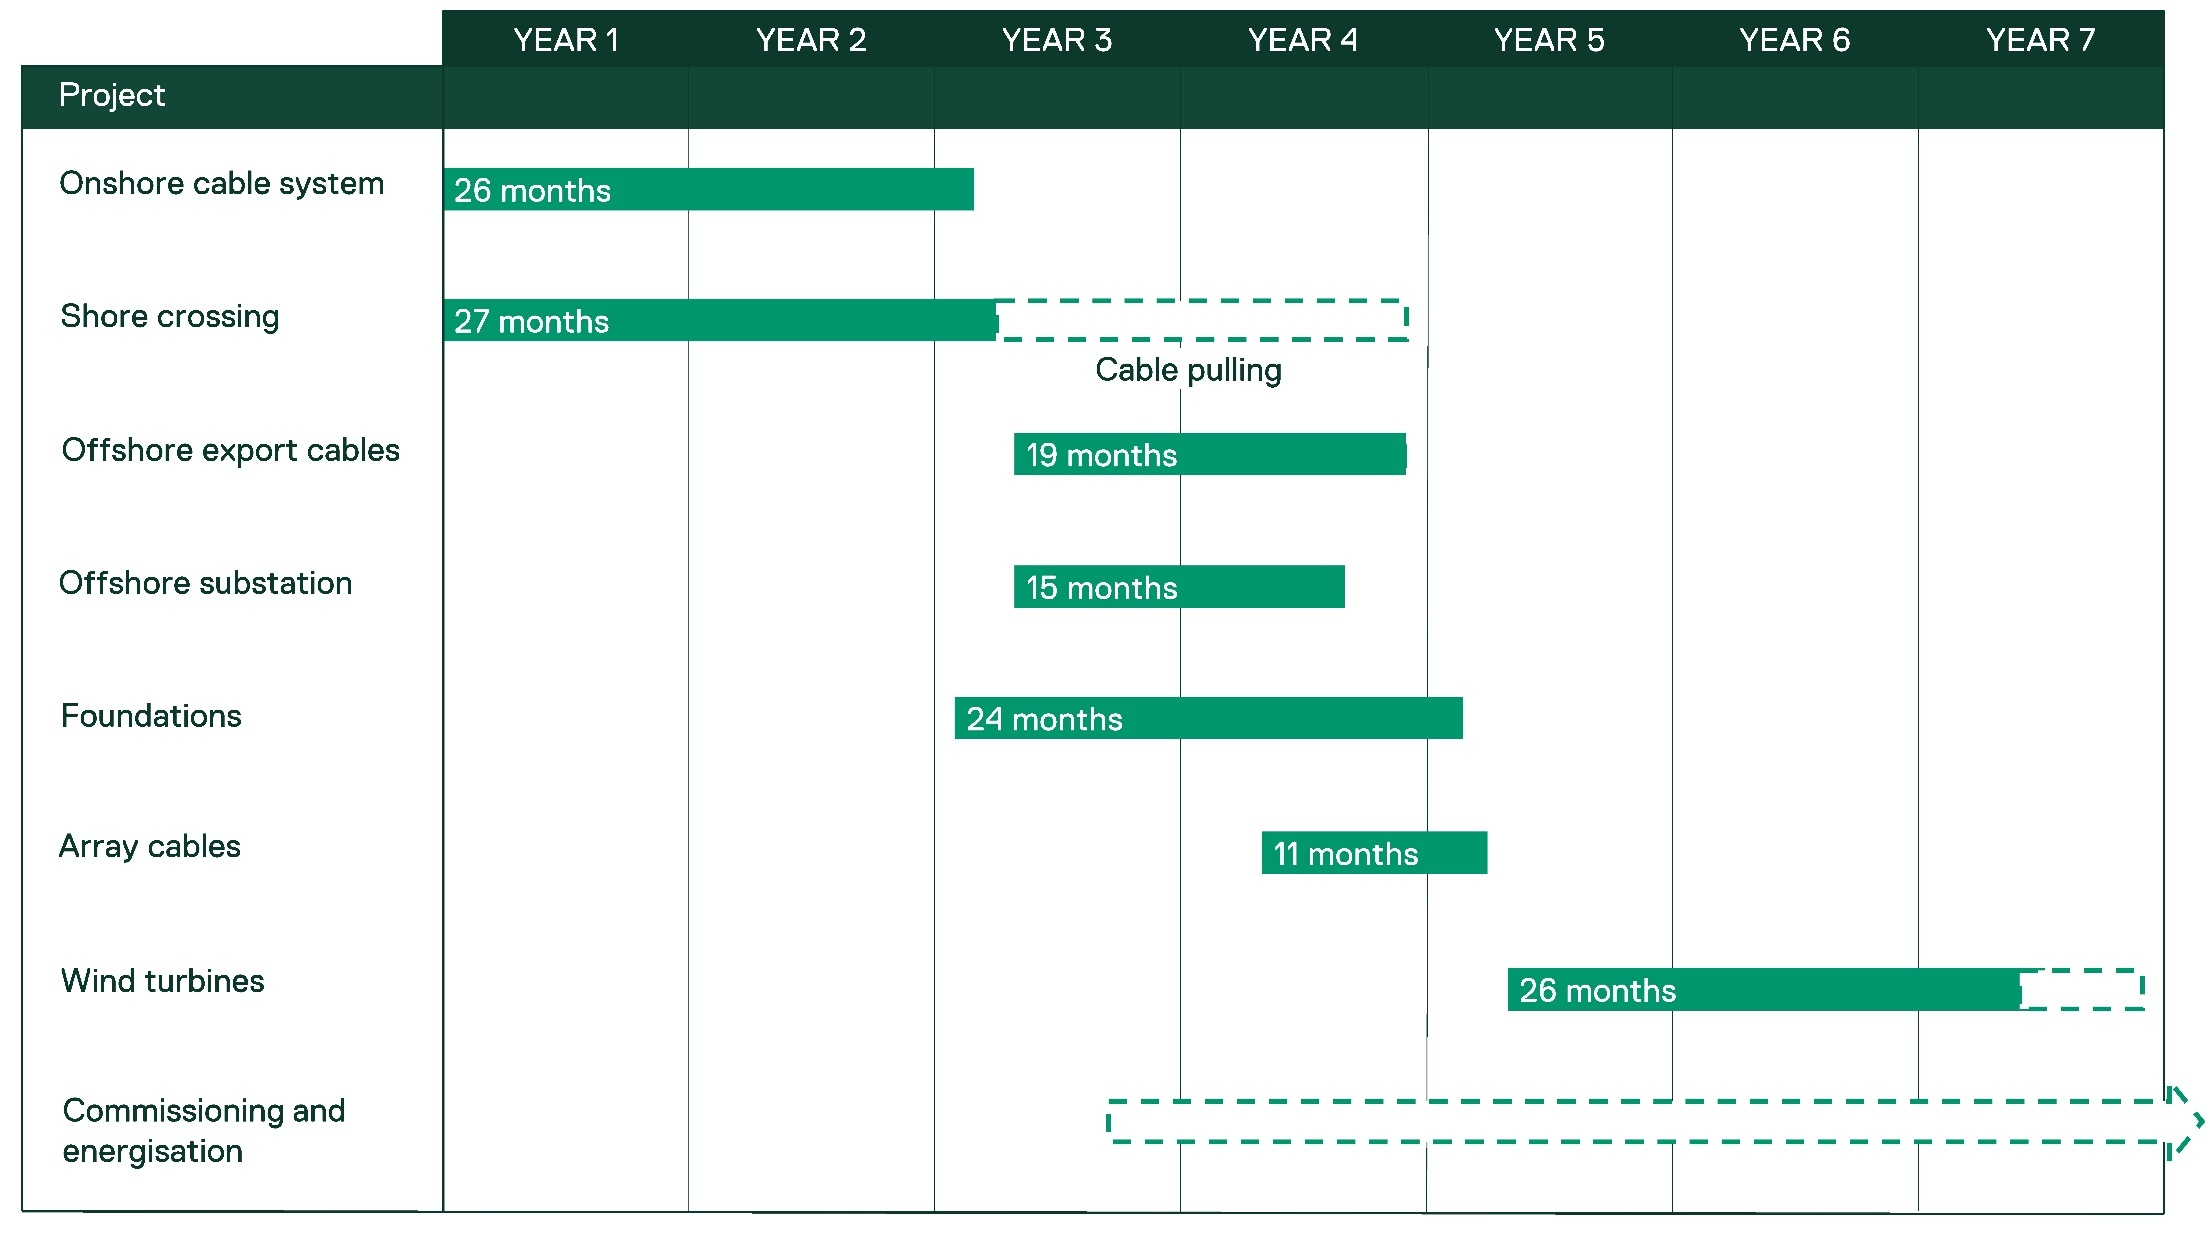 YEAR 1 YEAR 2 YEAR 3 YEAR 4 YEAR 5 YEAR 6 YEAR 7
Project
Onshore cable system 26 months
Shore crossing 27 months
Cable pulling
Offshore export cables 19 months
Offshore substation 15 months
Foundations 24 months
Array cables 11 months
Wind turbines 26 months
Commissioning and
energisation